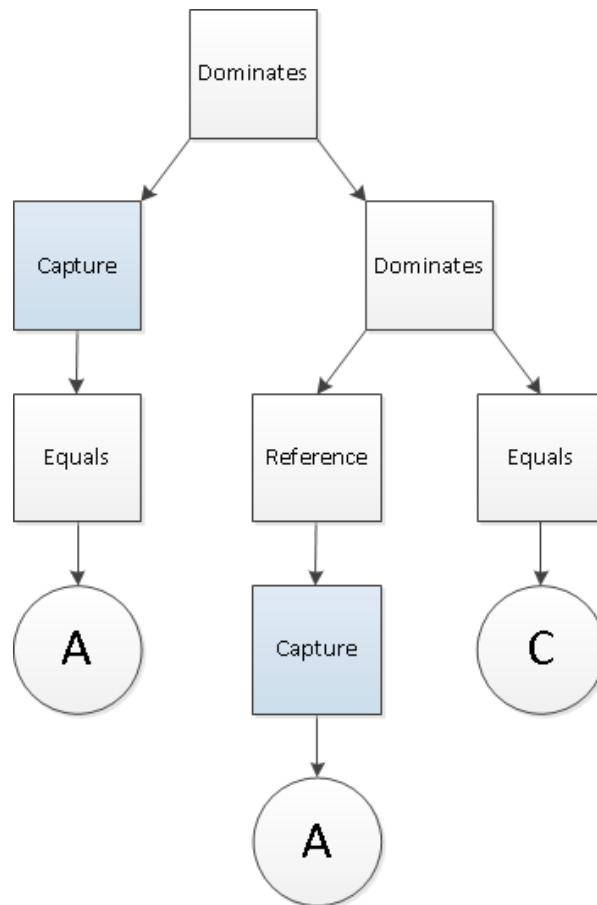 Dominates
Capture
Dominates
Equals
Reference
Equals
A
Capture
C
A